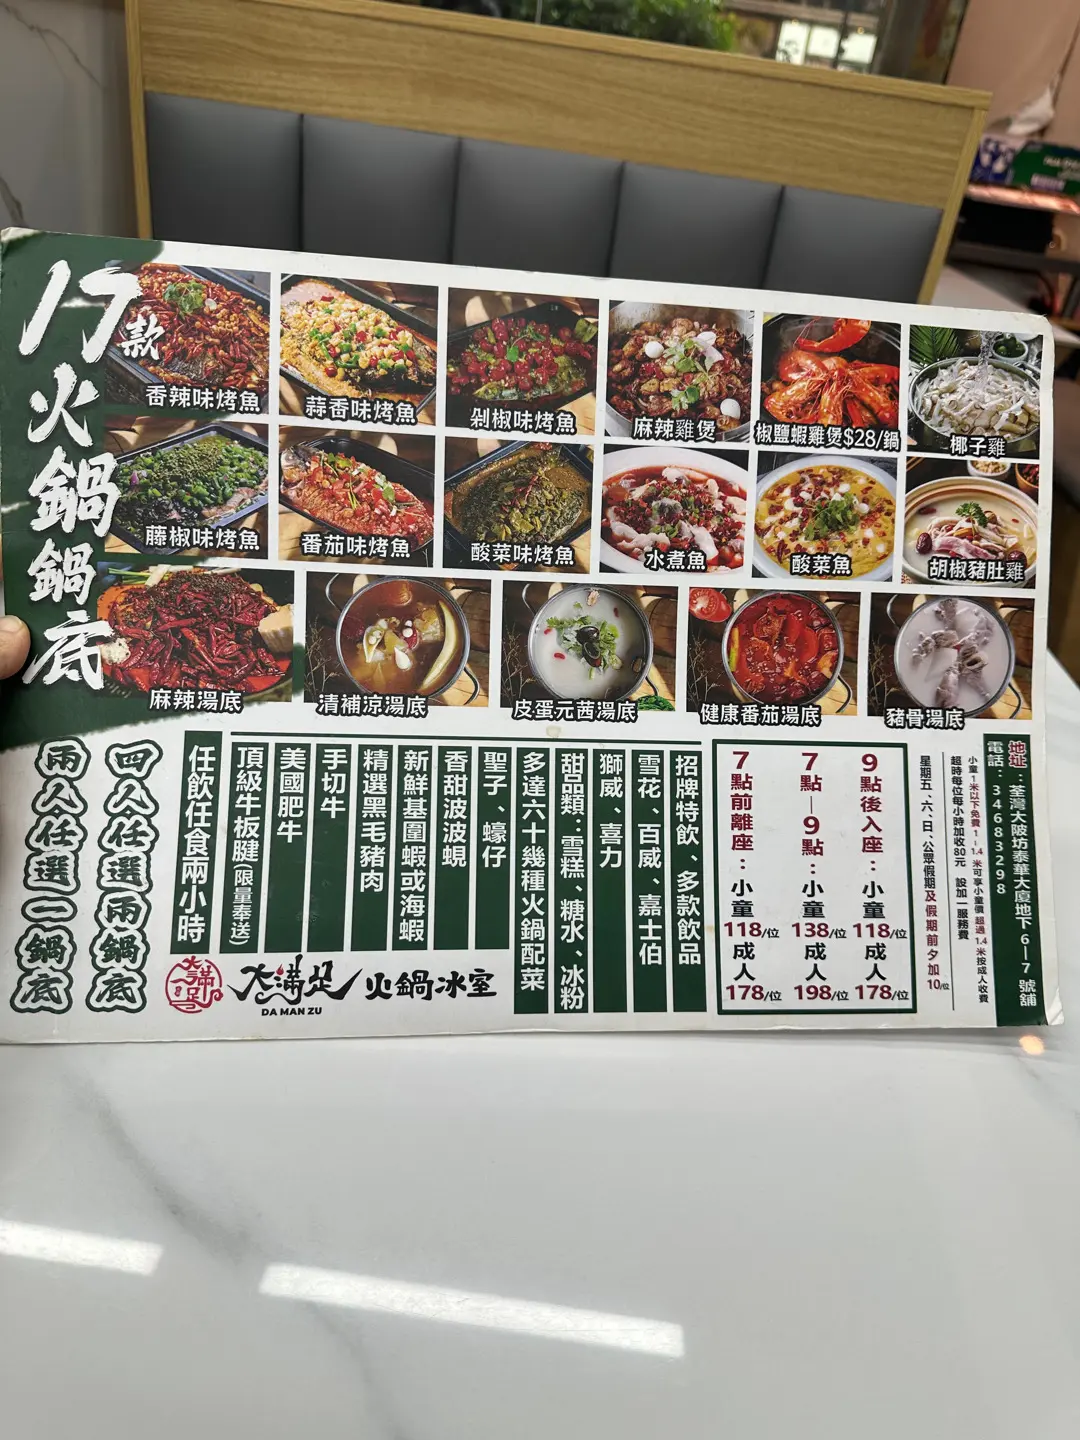 17款火鍋鍋底
香辣味烤魚
蒜香味烤魚
剁椒味烤魚
麻辣雞煲
椒鹽蝦雞煲$28/鍋
椰子雞
藤椒味烤魚
番茄味烤魚
酸菜味烤魚
水煮魚
酸菜魚
胡椒豬肚雞
麻辣湯底
清補涼湯底
皮蛋元茜湯底
健康番茄湯底
豬骨湯底
兩人任選一鍋底
四人任選兩鍋底
任飲任食兩小時
頂級牛板腱(限量奉送)
美國肥牛
手切牛
精選黑毛豬肉
新鮮基圍蝦或海蝦
香甜波波蜆
聖子、蠔仔
多達六十幾種火鍋配菜
甜品類：雪糕、糖水、冰粉
獅威、喜力
雪花、百威、嘉士伯
招牌特飲、多款飲品
大滿足
大滿足火鍋冰室
DA MAN ZU
7點前離座：小童118/位成人178/位
7點—9點：小童138/位成人198/位
9點後入座：小童118/位成人178/位
星期五、六、日、公眾假期及假期前夕加10/位
超時每位每小時加收80元 設加一服務費
小童1米以下免費 1-1.4米可享小童價 超過1.4米按成人收費
電話：34683298
地址：荃灣大陂坊泰華大廈地下6—7號舖